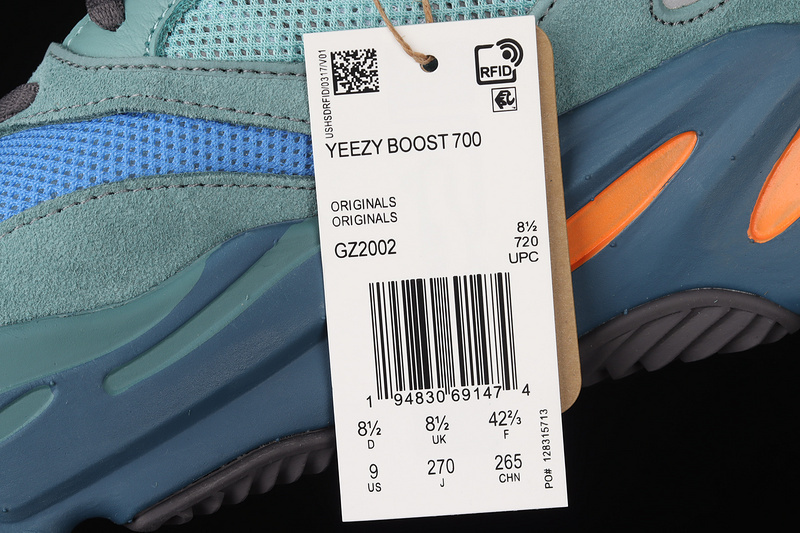 USHSDRFID/0317/V01
RFID
YEEZY BOOST 700
ORIGINALS
ORIGINALS
GZ2002
8½
720
UPC
1 94830 69147 4
8½ 8½ 42⅔
D UK F
9 270 265
US J CHN
PO# 128315713